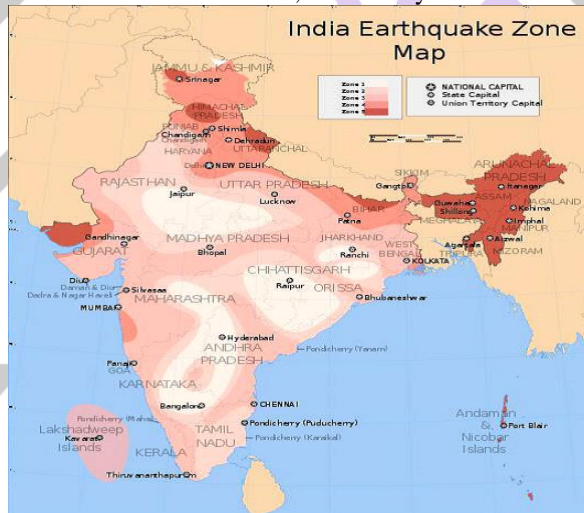 India Earthquake Zone
Map
Zone 1
Zone 2
Zone 3
Zone 4
Zone 5
NATIONAL CAPITAL
State Capital
Union Territory Capital
JAMMU & KASHMIR
Srinagar
HIMACHAL
PRADESH
PUNJAB
Shimla
Chandigarh
Chandigarh
Dehradun
UTTARANCHAL
HARYANA
Delhi
NEW DELHI
ARUNACHAL
PRADESH
SIKKIM
Gangtok
Itanagar
RAJASTHAN
UTTAR PRADESH
ASSAM
NAGALAND
Jaipur
Lucknow
Guwahati
Kohima
BIHAR
Shillong
Patna
MEGHALAYA
Imphal
MANIPUR
Gandhinagar
MADHYA PRADESH
JHARKHAND
Agartala
Aizwal
GUJARAT
Bhopal
Ranchi
WEST
BENGAL
TRIPURA
MIZORAM
KOLKATA
CHHATTISGARH
Diu
Daman & Diu
Silvassa
Raipur
ORISSA
Dadra & Nagar Haveli
MAHARASHTRA
Bhubaneshwar
MUMBAI
Hyderabad
Pondicherry (Yanam)
ANDHRA
PRADESH
Panaji
GOA
KARNATAKA
Bangalore
CHENNAI
Pondicherry (Mahe)
Pondicherry (Puducherry)
Lakshadweep
Islands
Kavaratti
TAMIL
NADU
Pondicherry (Karaikal)
Andaman
&
Nicobar
Islands
Port Blair
KERALA
Thiruvananthapuram